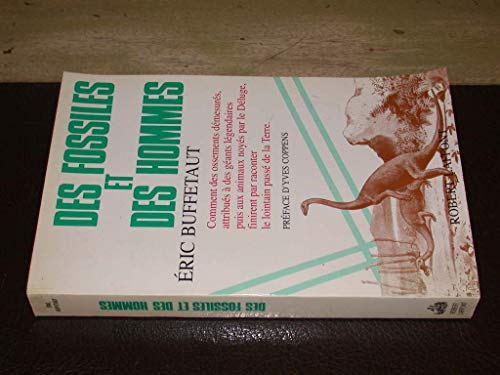 DES FOSSILES
ET
DES HOMMES
ÉRIC BUFFETAUT
Comment des ossements démesurés,
attribués à des géants légendaires
puis aux animaux noyés par le Déluge,
finirent par raconter
le lointain passé de la Terre.
PRÉFACE D'YVES COPPENS
ROBERT LAFFONT
DES FOSSILES ET DES HOMMES
ROBERT
LAFFONT